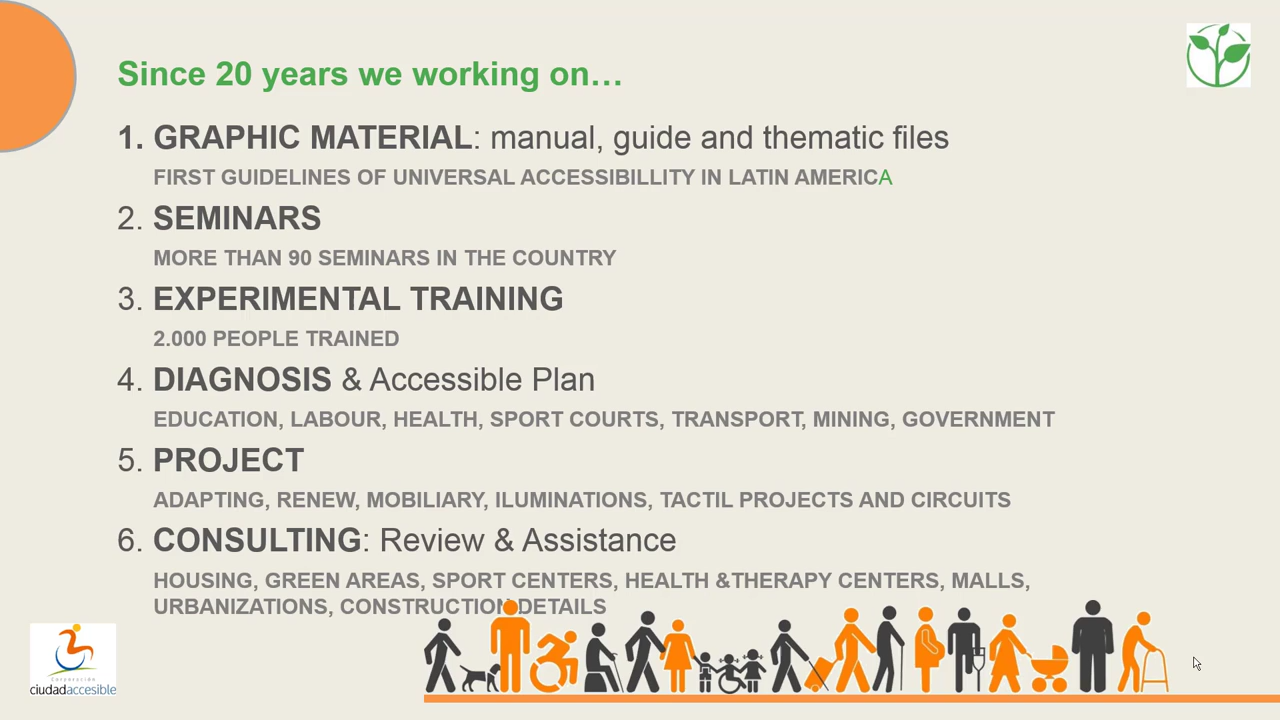 Since 20 years we working on…
1. GRAPHIC MATERIAL: manual, guide and thematic files
FIRST GUIDELINES OF UNIVERSAL ACCESSIBILLITY IN LATIN AMERICA
2. SEMINARS
MORE THAN 90 SEMINARS IN THE COUNTRY
3. EXPERIMENTAL TRAINING
2.000 PEOPLE TRAINED
4. DIAGNOSIS & Accessible Plan
EDUCATION, LABOUR, HEALTH, SPORT COURTS, TRANSPORT, MINING, GOVERNMENT
5. PROJECT
ADAPTING, RENEW, MOBILIARY, ILUMINATIONS, TACTIL PROJECTS AND CIRCUITS
6. CONSULTING: Review & Assistance
HOUSING, GREEN AREAS, SPORT CENTERS, HEALTH &THERAPY CENTERS, MALLS,
URBANIZATIONS, CONSTRUCTION DETAILS
corporación
ciudadaccesible